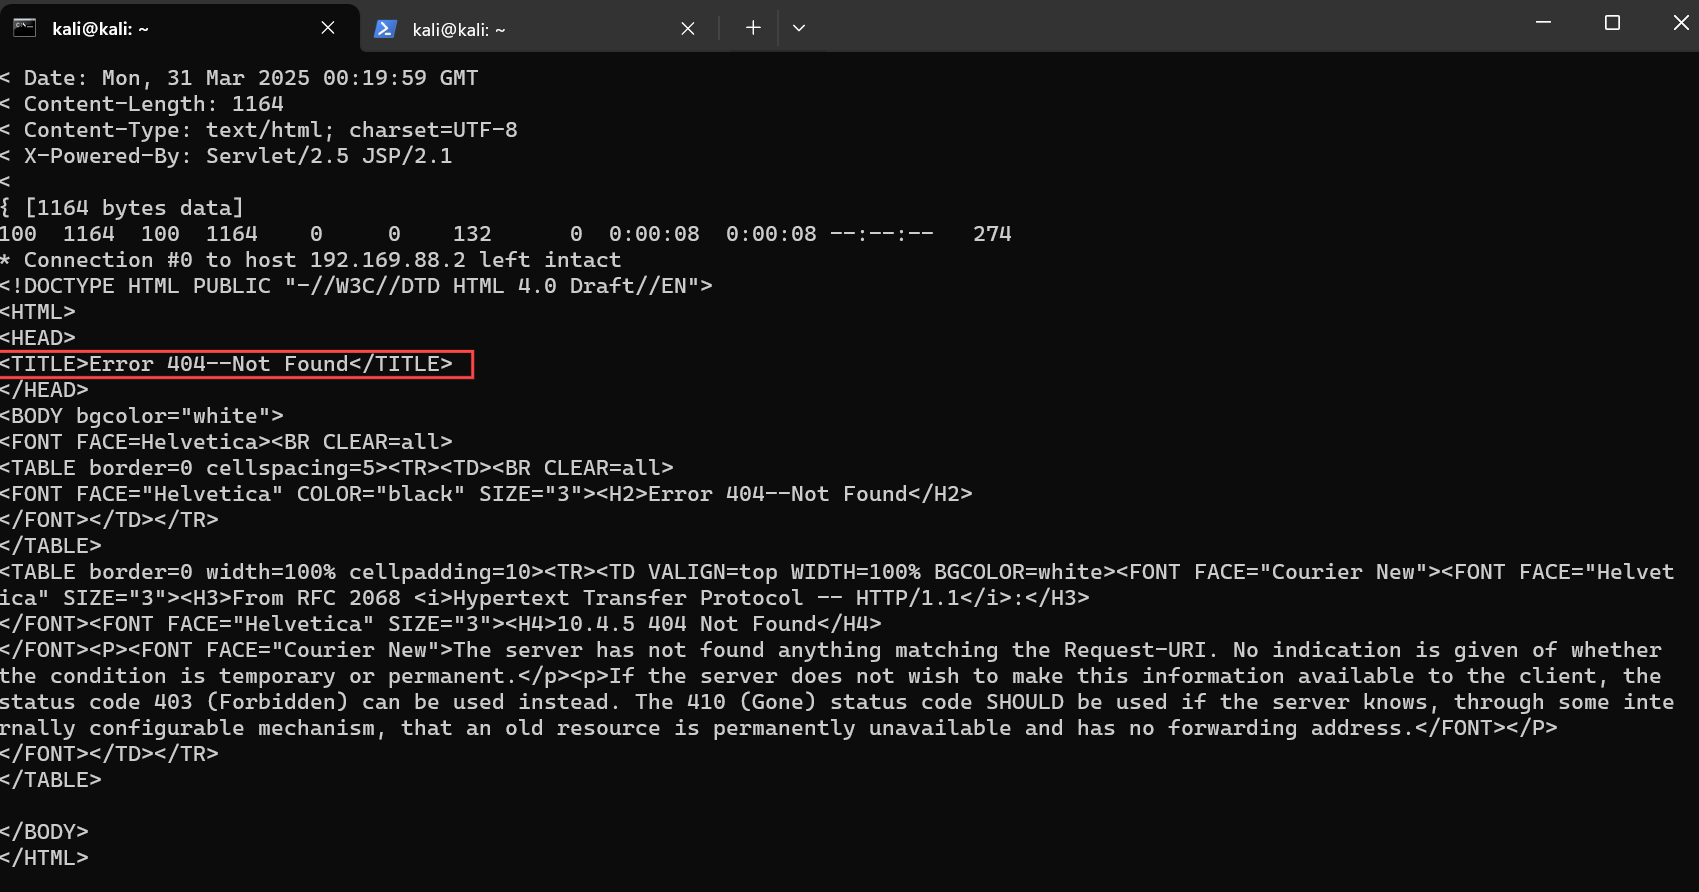 kali@kali: ~
kali@kali: ~
< Date: Mon, 31 Mar 2025 00:19:59 GMT
< Content-Length: 1164
< Content-Type: text/html; charset=UTF-8
< X-Powered-By: Servlet/2.5 JSP/2.1
<
{ [1164 bytes data]
100  1164  100  1164    0     0    132      0  0:00:08  0:00:08 --:--:--   274
* Connection #0 to host 192.169.88.2 left intact
<!DOCTYPE HTML PUBLIC "-//W3C//DTD HTML 4.0 Draft//EN">
<HTML>
<HEAD>
<TITLE>Error 404--Not Found</TITLE>
</HEAD>
<BODY bgcolor="white">
<FONT FACE=Helvetica><BR CLEAR=all>
<TABLE border=0 cellspacing=5><TR><TD><BR CLEAR=all>
<FONT FACE="Helvetica" COLOR="black" SIZE="3"><H2>Error 404--Not Found</H2>
</FONT></TD></TR>
</TABLE>
<TABLE border=0 width=100% cellpadding=10><TR><TD VALIGN=top WIDTH=100% BGCOLOR=white><FONT FACE="Courier New"><FONT FACE="Helvet
ica" SIZE="3"><H3>From RFC 2068 <i>Hypertext Transfer Protocol -- HTTP/1.1</i>:</H3>
</FONT><FONT FACE="Helvetica" SIZE="3"><H4>10.4.5 404 Not Found</H4>
</FONT><P><FONT FACE="Courier New">The server has not found anything matching the Request-URI. No indication is given of whether
the condition is temporary or permanent.</p><p>If the server does not wish to make this information available to the client, the
status code 403 (Forbidden) can be used instead. The 410 (Gone) status code SHOULD be used if the server knows, through some inte
rnally configurable mechanism, that an old resource is permanently unavailable and has no forwarding address.</FONT></P>
</FONT></TD></TR>
</TABLE>
</BODY>
</HTML>